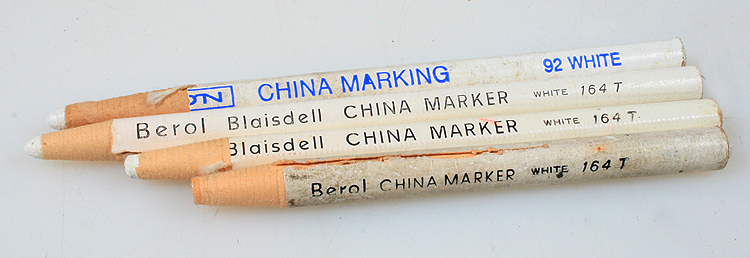 CHINA MARKING 92 WHITE
Berol Blaisdell CHINA MARKER WHITE 164 T
Blaisdell CHINA MARKER WHITE 164 T
Berol CHINA MARKER WHITE 164 T